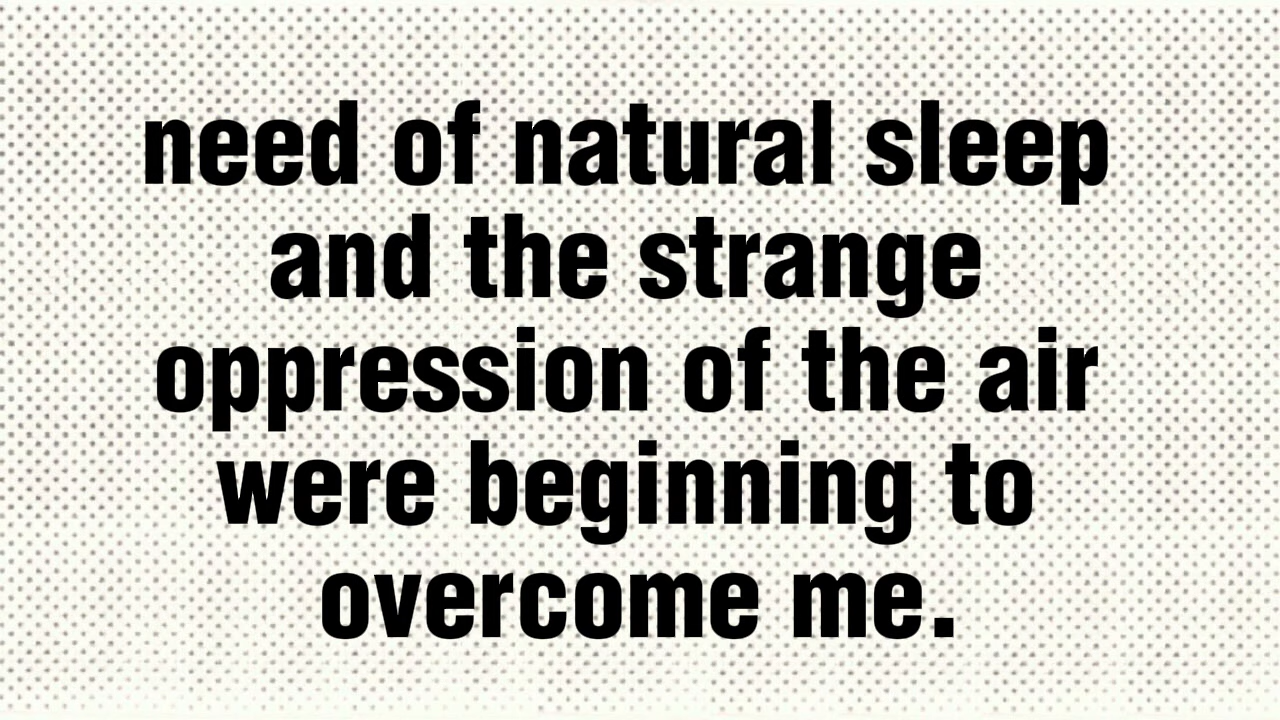 need of natural sleep
and the strange
oppression of the air
were beginning to
overcome me.